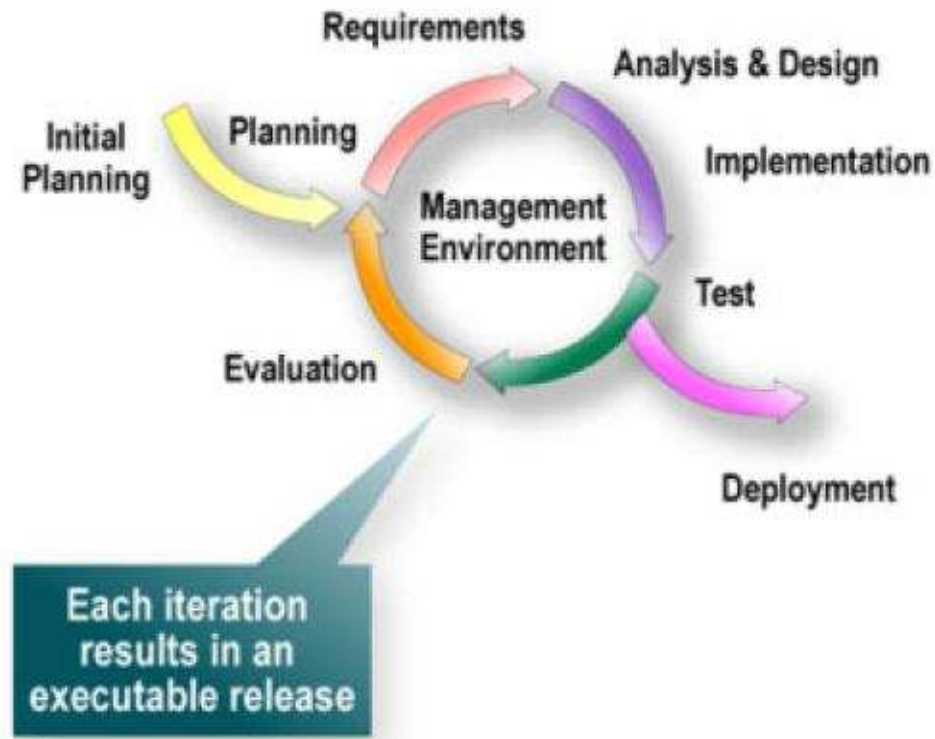 Requirements
Analysis & Design
Initial
Planning
Planning
Implementation
Management
Environment
Test
Evaluation
Deployment
Each iteration
results in an
executable release